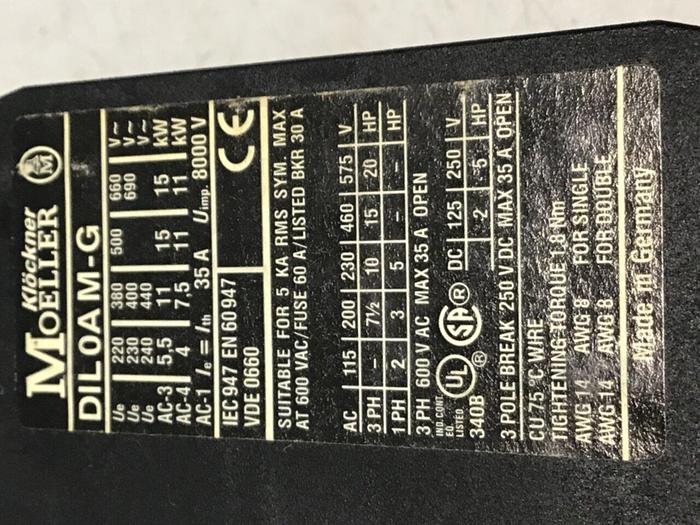 Klöckner
MOELLER M
DIL0AM-G
Ue 220 380 500 660 V~
Ue 230 400 690 V~
Ue 240 440 V~
AC-3 5,5 11 15 15 kW
AC-4 4 7,5 11 11 kW
AC-1 Ie = Ith 35 A Uimp. 8000 V
IEC 947 EN 60 947
VDE 0660 CE
SUITABLE FOR 5 KA RMS SYM. MAX
AT 600 VAC/FUSE 60 A/LISTED BKR 30 A
AC 115 200 230 460 575 V
3 PH – 7½ 10 15 20 HP
1 PH 2 3 5 – – HP
3 PH 600 V AC MAX 35 A OPEN
IND. CONT. EQ. LISTED 340B UL ® SA ® DC 125 250 V
2 5 HP
3 POLE BREAK 250 V DC MAX 35 A OPEN
CU 75 °C WIRE
TIGHTENING TORQUE 1.8 Nm
AWG 14 AWG 8 FOR SINGLE
AWG 14 AWG 8 FOR DOUBLE
Made in Germany